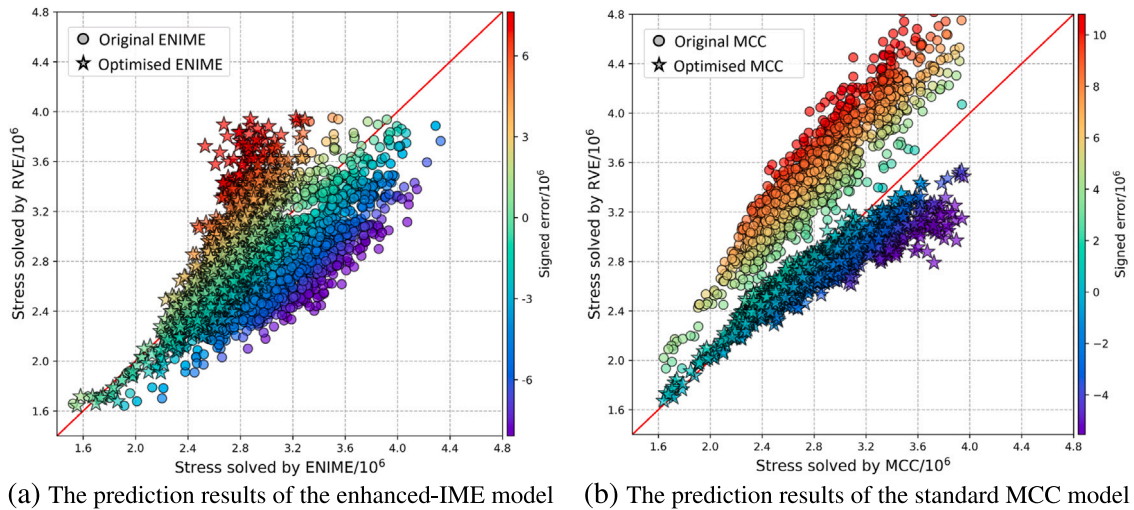 4.8
4.4
4.0
3.6
3.2
2.8
2.4
2.0
1.6
Stress solved by RVE/10⁶
Original ENIME
Optimised ENIME
1.6 2.0 2.4 2.8 3.2 3.6 4.0 4.4 4.8
Stress solved by ENIME/10⁶
6
3
0
-3
-6
Signed error/10⁶
(a) The prediction results of the enhanced-IME model
4.8
4.4
4.0
3.6
3.2
2.8
2.4
2.0
1.6
Stress solved by RVE/10⁶
Original MCC
Optimised MCC
1.6 2.0 2.4 2.8 3.2 3.6 4.0 4.4 4.8
Stress solved by MCC/10⁶
10
8
6
4
2
0
−2
−4
Signed error/10⁶
(b) The prediction results of the standard MCC model